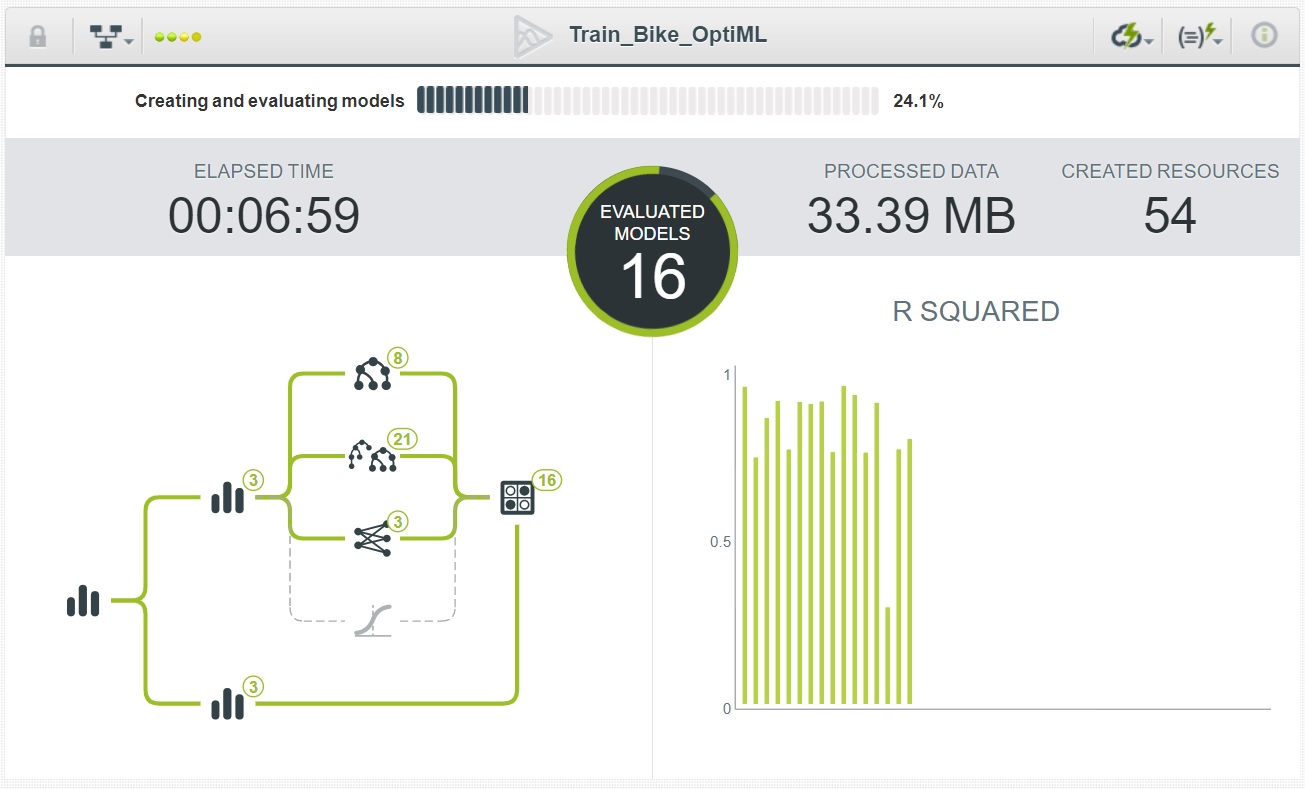 Train_Bike_OptiML
Creating and evaluating models 24.1%
ELAPSED TIME
00:06:59
EVALUATED
MODELS
16
PROCESSED DATA
33.39 MB
CREATED RESOURCES
54
8
21
3
3
16
3
R SQUARED
1
0.5
0